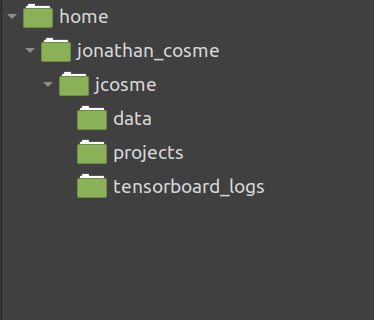 home
jonathan_cosme
jcosme
data
projects
tensorboard_logs